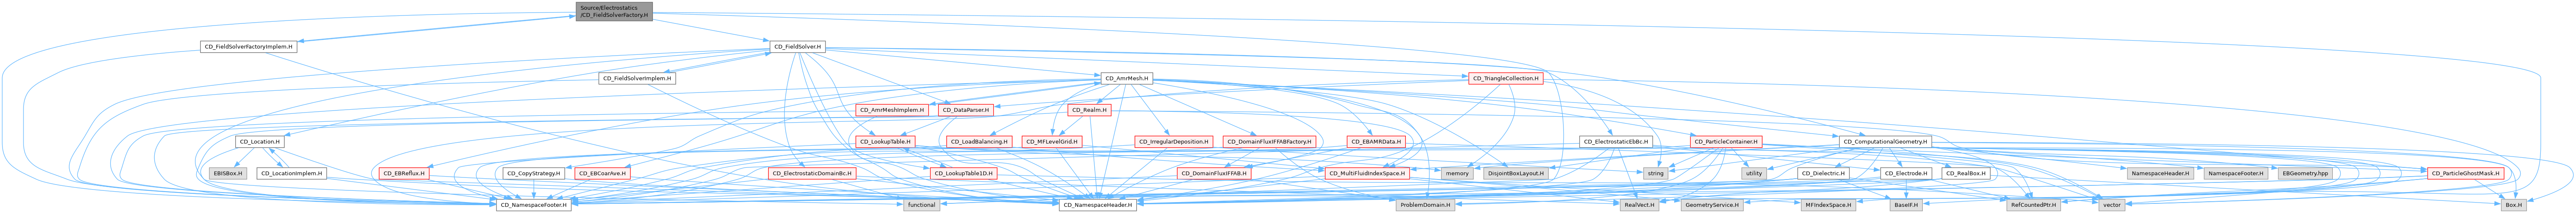 Source/Electrostatics
/CD_FieldSolverFactory.H
CD_FieldSolverFactoryImplem.H
CD_FieldSolver.H
CD_FieldSolverImplem.H
CD_AmrMesh.H
CD_TriangleCollection.H
CD_AmrMeshImplem.H
CD_DataParser.H
CD_Realm.H
CD_Location.H
CD_LookupTable.H
CD_LoadBalancing.H
CD_MFLevelGrid.H
CD_IrregularDeposition.H
CD_DomainFluxIFFABFactory.H
CD_EBAMRData.H
CD_ElectrostaticEbBc.H
CD_ParticleContainer.H
CD_ComputationalGeometry.H
EBISBox.H
CD_LocationImplem.H
CD_EBReflux.H
CD_CopyStrategy.H
CD_EBCoarAve.H
CD_ElectrostaticDomainBc.H
CD_LookupTable1D.H
CD_DomainFluxIFFAB.H
CD_MultiFluidIndexSpace.H
memory
DisjointBoxLayout.H
string
utility
CD_Dielectric.H
CD_Electrode.H
CD_RealBox.H
NamespaceHeader.H
NamespaceFooter.H
EBGeometry.hpp
CD_ParticleGhostMask.H
CD_NamespaceFooter.H
functional
CD_NamespaceHeader.H
ProblemDomain.H
RealVect.H
GeometryService.H
MFIndexSpace.H
BaseIF.H
RefCountedPtr.H
vector
Box.H